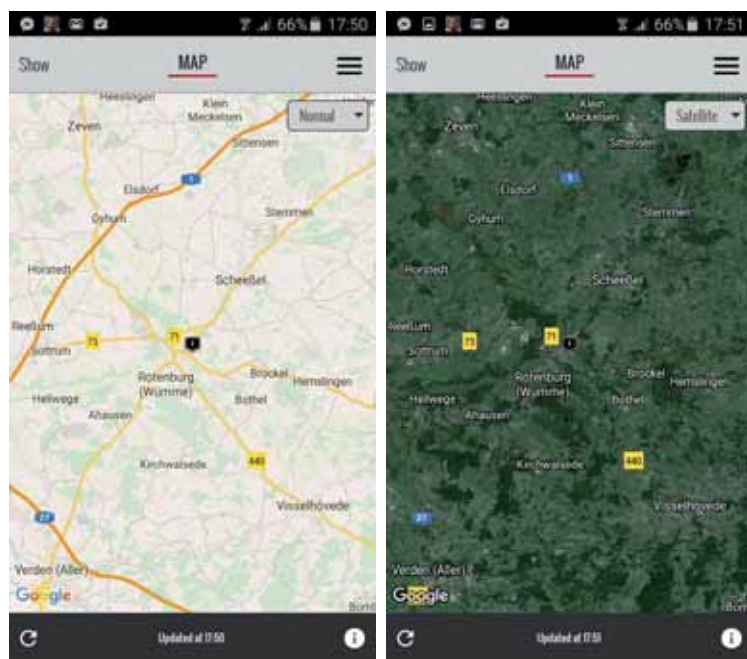 66% 17:50
Show MAP
Normal
Heeslingen
Klein
Meckelsen
Zeven
Sittensen
1
Elsdorf
Gyhum
Stemmen
Horstedt
Scheeßel
Reeßum
Sottrum
75
71
Rotenburg
(Wümme)
Brockel
Hemslingen
Hellwege
Bothel
Ahausen
Kirchwalsede
440
Visselhövede
27
Verden (Aller)
Google
Updated at 17:50
66% 17:51
Show MAP
Satellite
Heeslingen
Klein
Meckelsen
Zeven
Sittensen
1
Elsdorf
Gyhum
Stemmen
Horstedt
Scheeßel
Reeßum
Sottrum
75
71
Rotenburg
(Wümme)
Brockel
Hemslingen
Hellwege
Bothel
Ahausen
Kirchwalsede
440
Visselhövede
27
Verden (Aller)
Google
Updated at 17:51